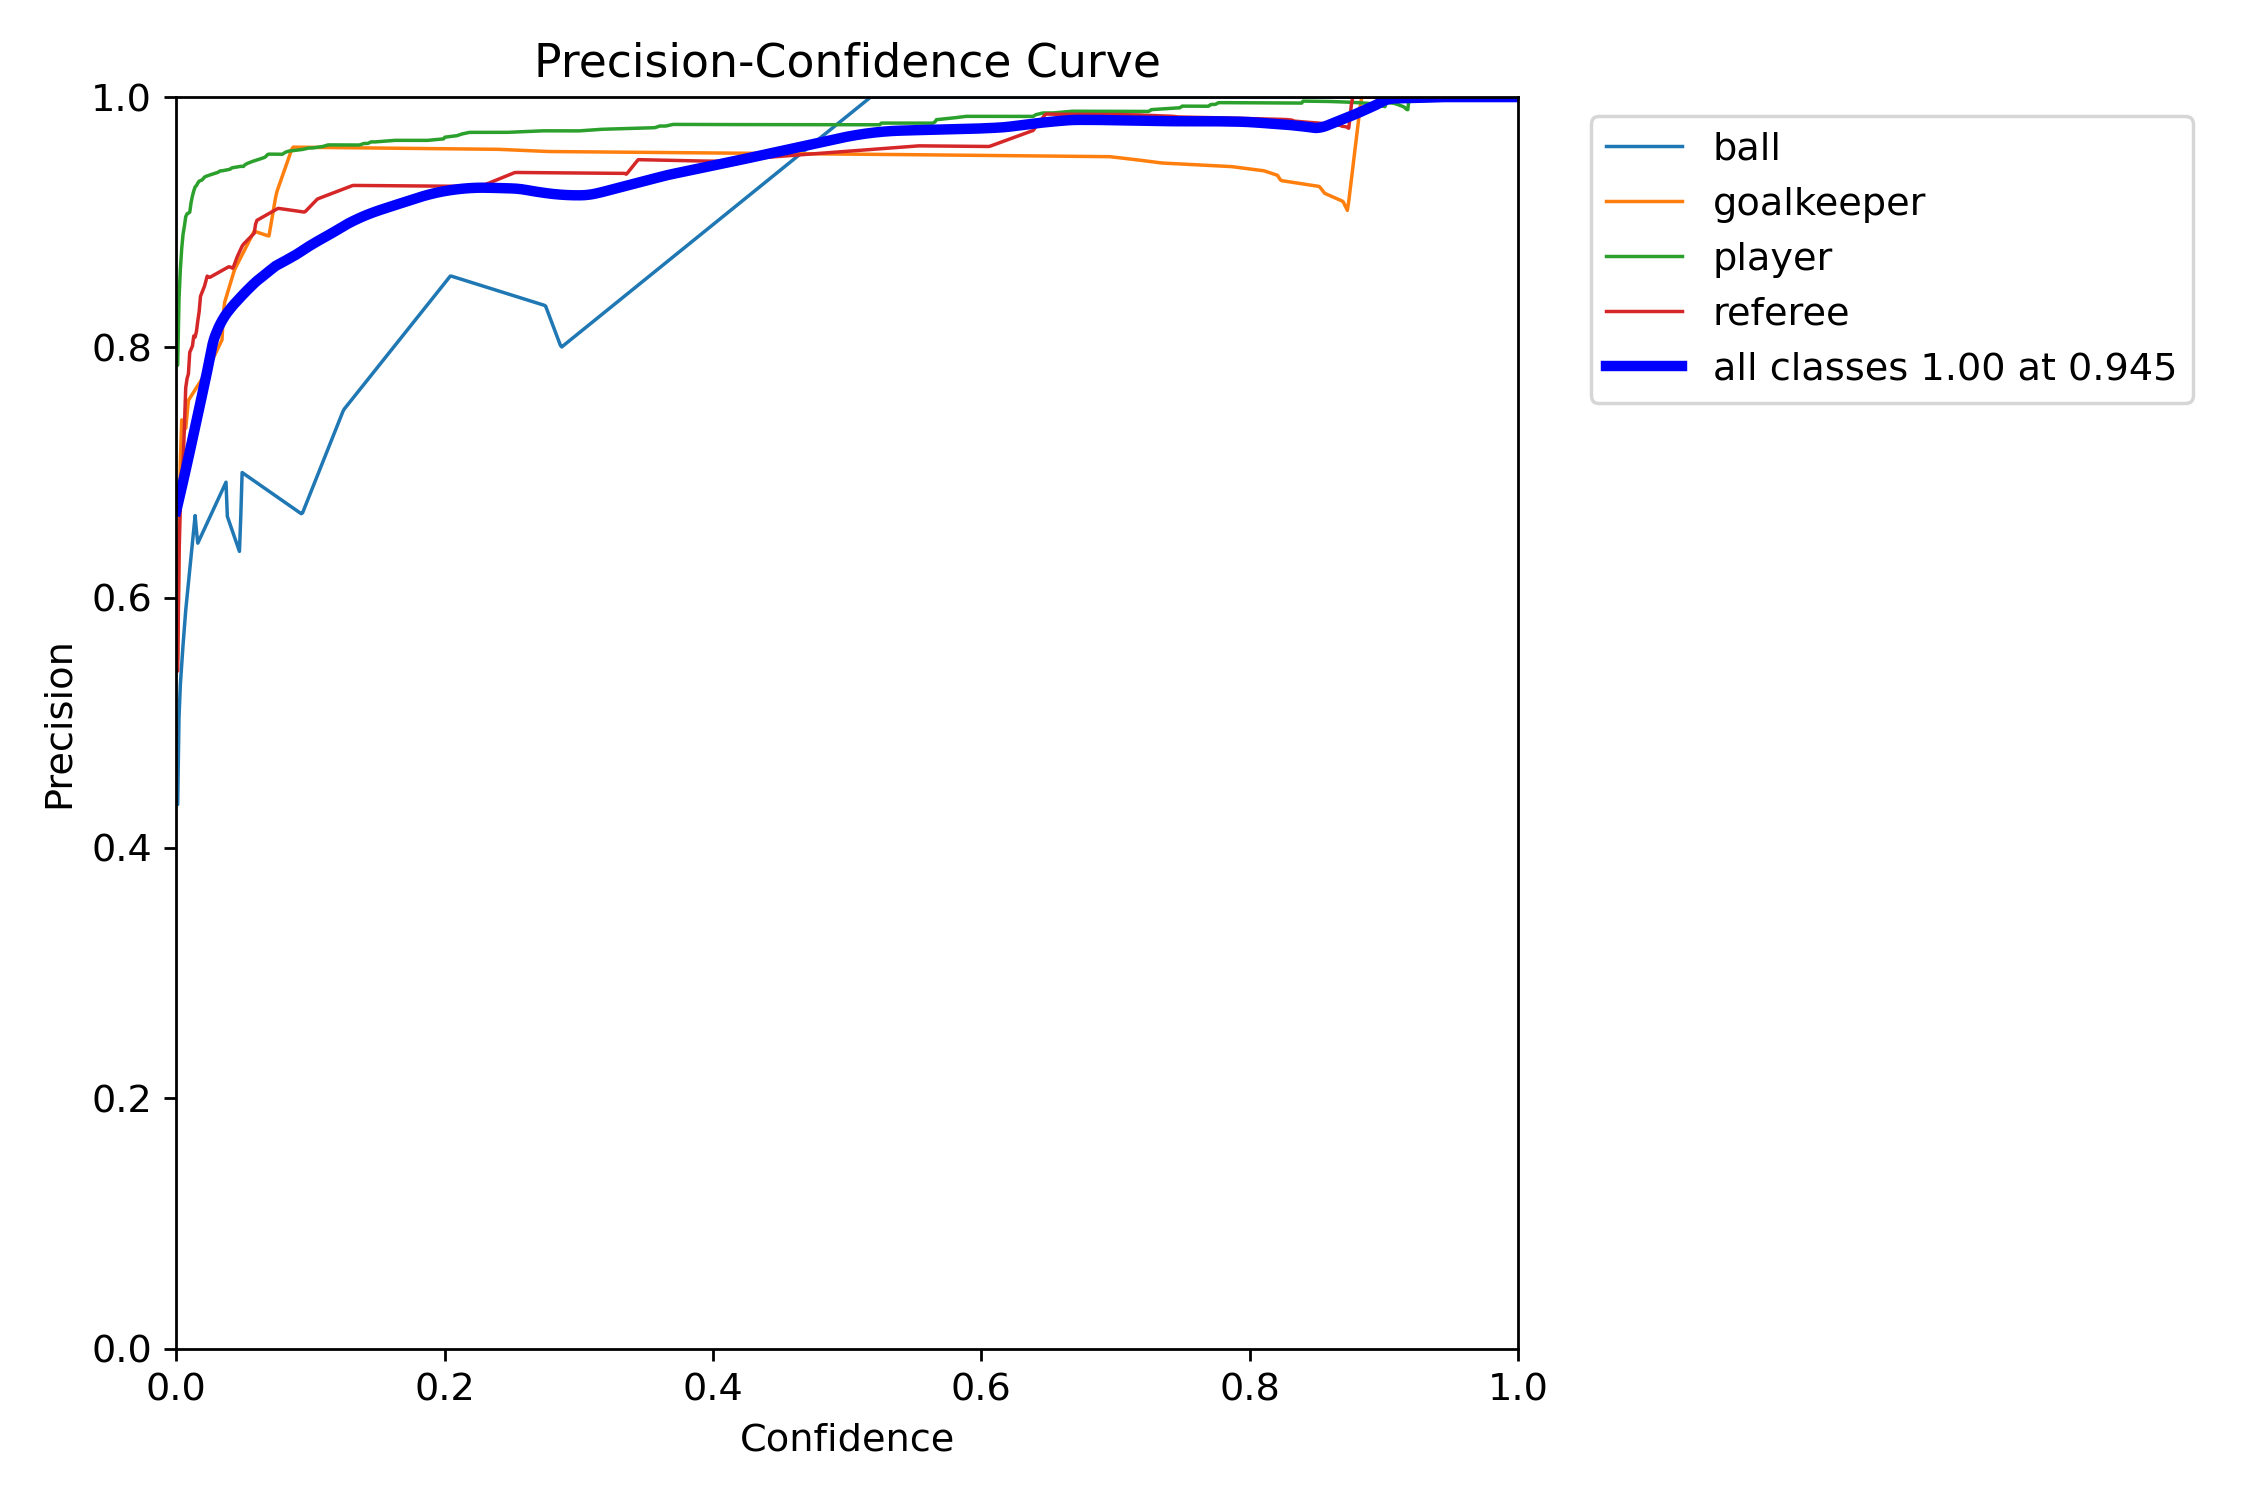 Precision-Confidence Curve
1.0
0.8
0.6
0.4
0.2
0.0
Precision
0.0 0.2 0.4 0.6 0.8 1.0
Confidence
ball
goalkeeper
player
referee
all classes 1.00 at 0.945